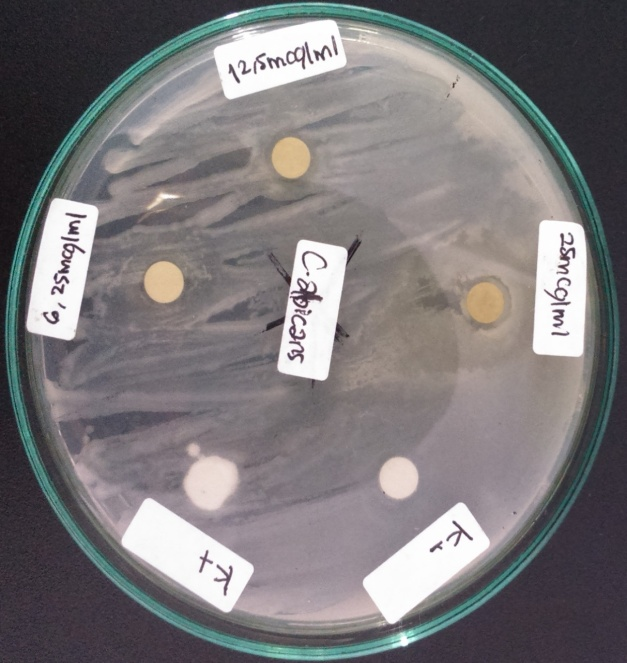 12,5mcg/ml
6,25mcg/ml
C. albicans
25mcg/ml
K+
K-